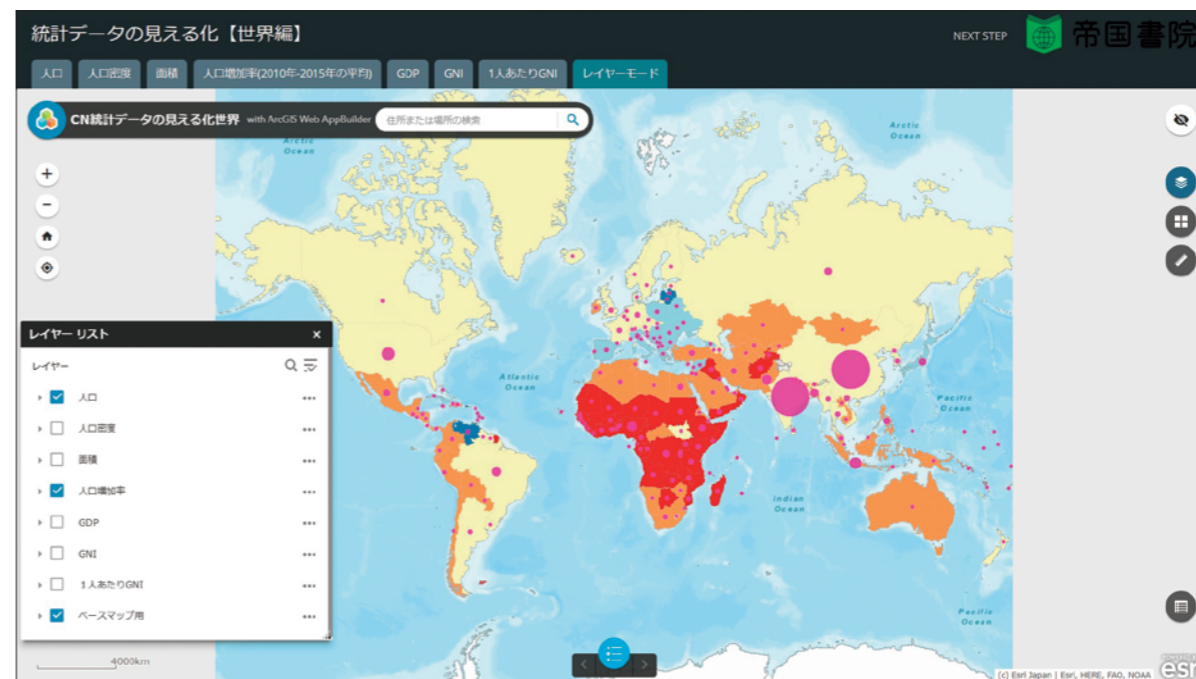 統計データの見える化【世界編】
NEXT STEP
帝国書院
人口 人口密度 面積 人口増加率(2010年-2015年の平均) GDP GNI 1人あたりGNI レイヤーモード
CN統計データの見える化世界 with ArcGIS Web AppBuilder 住所または場所の検索
Arctic
Ocean
Arctic
Ocean
レイヤー リスト
レイヤー
人口
人口密度
面積
人口増加率
GDP
GNI
1人あたりGNI
ベースマップ用
Atlantic
Ocean
Pacific
Ocean
Indian
Ocean
Pacific
Ocean
4000km
(c) Esri Japan | Esri, HERE, FAO, NOAA
esri